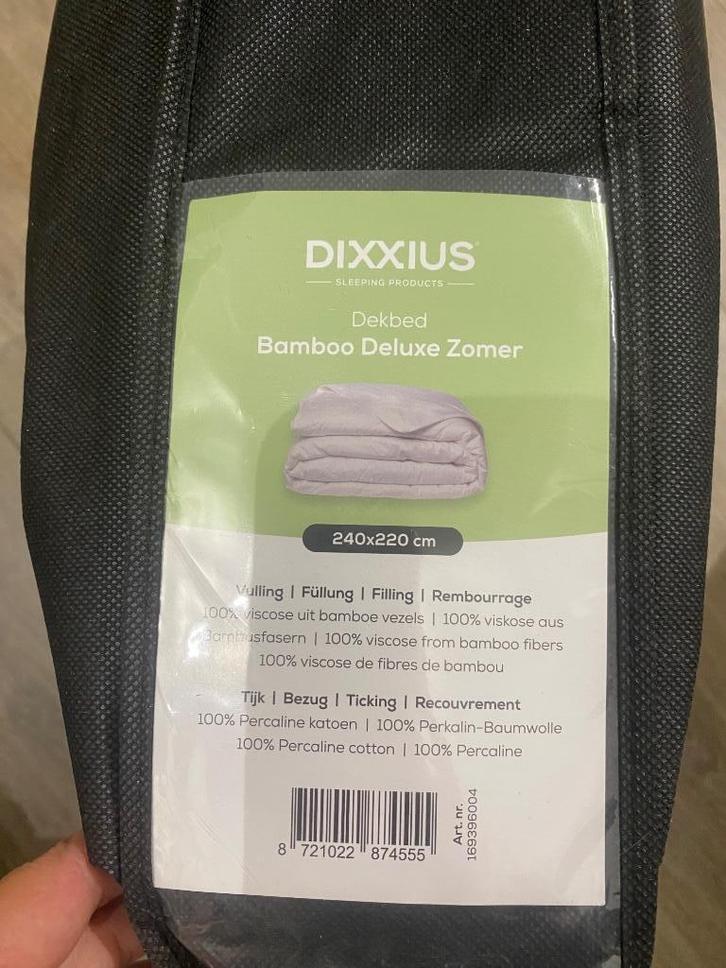 DIXXIUS
SLEEPING PRODUCTS
Dekbed
Bamboo Deluxe Zomer
240x220 cm
Vulling | Füllung | Filling | Rembourrage
100% viscose uit bamboe vezels | 100% viskose aus
Bambusfasern | 100% viscose from bamboo fibers
100% viscose de fibres de bambou
Tijk | Bezug | Ticking | Recouvrement
100% Percaline katoen | 100% Perkalin-Baumwolle
100% Percaline cotton | 100% Percaline
8 721022 874555
Art. nr.
169396004